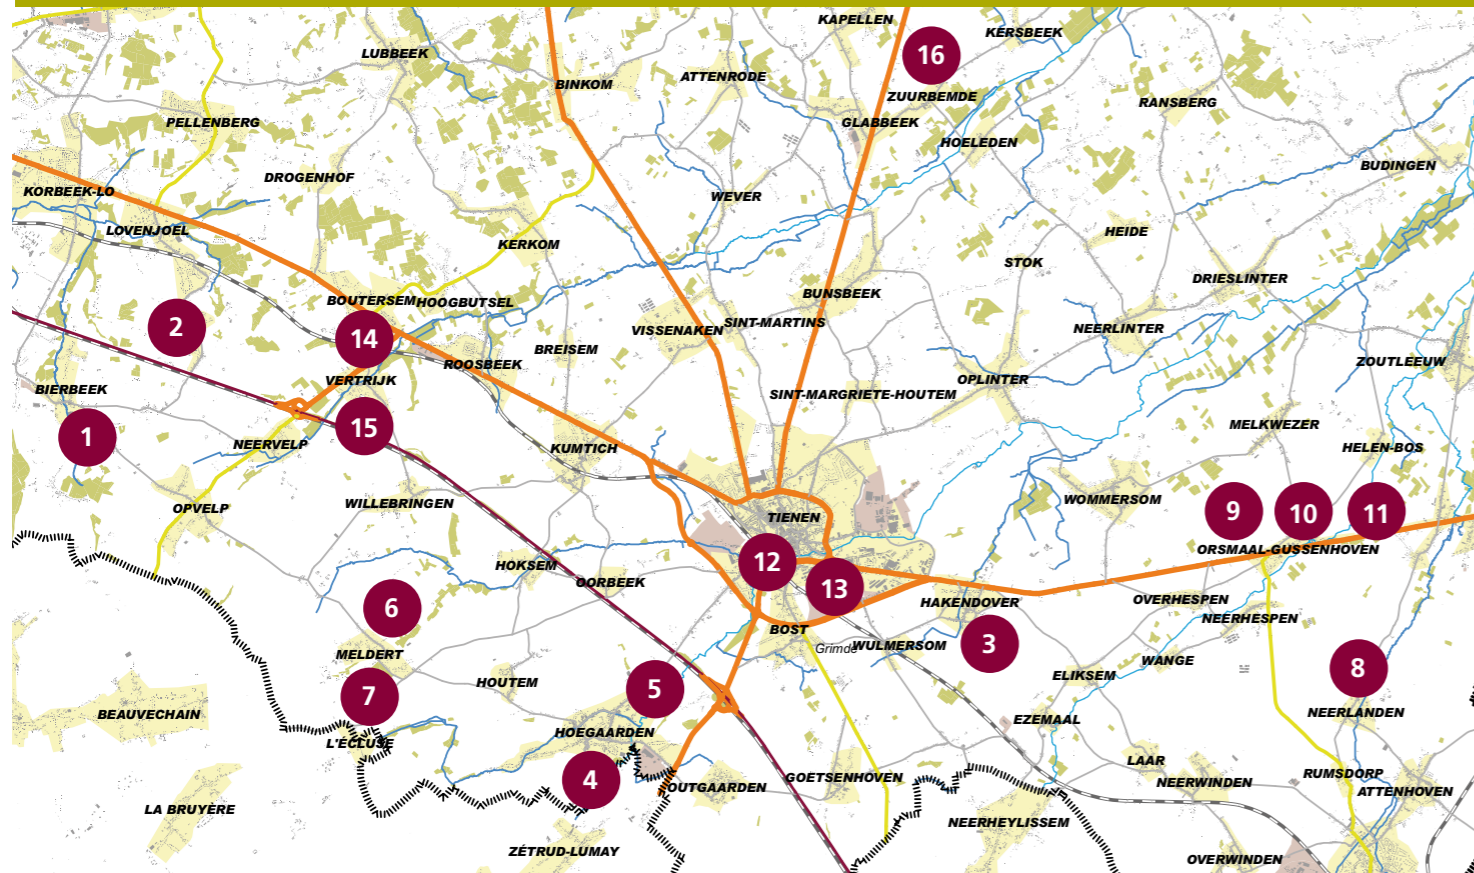 KAPELLEN
KERSBEEK
LUBBEEK
16
ATTENRODE
BINKOM
ZUURBEMDE
RANSBERG
PELLENBERG
GLABBEEK
HOELEDEN
BUDINGEN
DROGENHOF
KORBEEK-LO
WEVER
LOVENJOEL
HEIDE
KERKOM
STOK
DRIESLINTER
BUNSBEEK
BOUTERSEM
HOOGBUTSEL
2
VISSENAKEN
SINT-MARTINS
NEERLINTER
14
BREISEM
ZOUTLEEUW
ROOSBEEK
VERTRIJK
OPLINTER
BIERBEEK
SINT-MARGRIETE-HOUTEM
15
MELKWEZER
1
NEERVELP
KUMTICH
HELEN-BOS
WOMMERSOM
WILLEBRINGEN
OPVELP
9
10
11
TIENEN
ORSMAAL-GUSSENHOVEN
12
HOKSEM
OORBEEK
13
OVERHESPEN
HAKENDOVER
6
NEERHESPEN
BOST
3
WULMERSOM
Grimde
MELDERT
WANGE
8
ELIKSEM
HOUTEM
5
7
NEERLANDEN
BEAUVECHAIN
EZEMAAL
HOEGAARDEN
L'ÉCLUSE
LAAR
RUMSDORP
GOETSENHOVEN
4
NEERWINDEN
OUTGAARDEN
ATTENHOVEN
LA BRUYÈRE
NEERHEYLISSEM
ZÉTRUD-LUMAY
OVERWINDEN